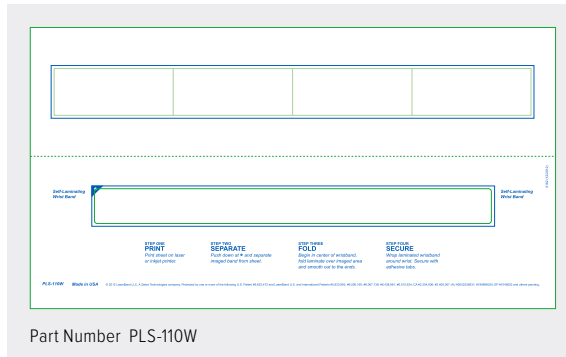 Self-Laminating
Wrist Band
Self-Laminating
Wrist Band
STEP ONE
PRINT
Print sheet on laser
or inkjet printer.
STEP TWO
SEPARATE
Push down at and separate
imaged band from sheet.
STEP THREE
FOLD
Begin in center of wristband,
fold laminate over imaged area
and smooth out to the ends.
STEP FOUR
SECURE
Wrap laminated wristband
around wrist. Secure with
adhesive tabs.
PLS-110W Made in USA
Part Number PLS-110W